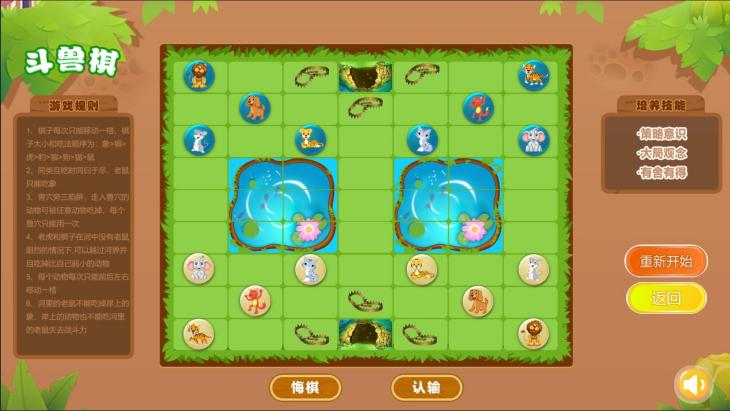 斗兽棋
游戏规则
1、棋子每次只能移动一格、棋
子大小和吃法顺序为：象>狮>
虎>豹>狼>狗>猫>鼠
2、同类互吃时同归于尽、老鼠
只能吃象
3、兽穴旁三陷阱、走入兽穴的
动物可被任意动物吃掉，每个
兽穴只能用一次
4、老虎和狮子在河中没有老鼠
阻挡的情况下,可以越过河界并
且吃掉比自己弱小的动物
5、每个动物每次只能前后左右
移动一格
6、河里的老鼠不能吃掉岸上的
象、岸上的动物也不能吃河里
的老鼠失去战斗力
培养技能
·策略意识
·大局观念
·有舍有得
重新开始
返回
悔棋
认输